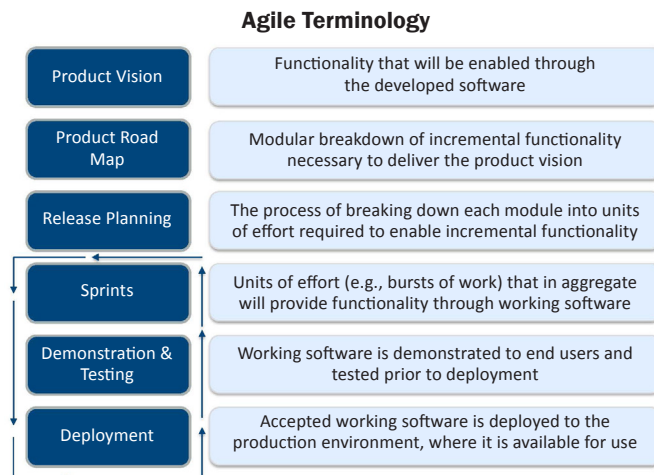 Agile Terminology
Product Vision
Functionality that will be enabled through
the developed software
Product Road
Map
Modular breakdown of incremental functionality
necessary to deliver the product vision
Release Planning
The process of breaking down each module into units
of effort required to enable incremental functionality
Sprints
Units of effort (e.g., bursts of work) that in aggregate
will provide functionality through working software
Demonstration &
Testing
Working software is demonstrated to end users and
tested prior to deployment
Deployment
Accepted working software is deployed to the
production environment, where it is available for use